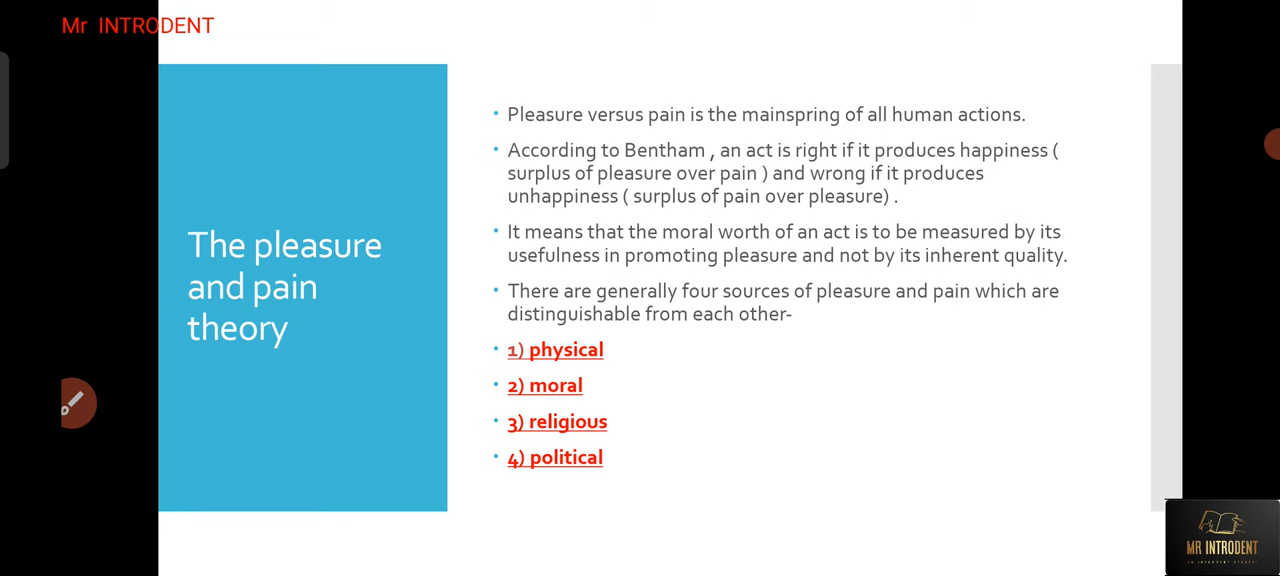 Mr INTRODENT
The pleasure
and pain
theory
• Pleasure versus pain is the mainspring of all human actions.
• According to Bentham , an act is right if it produces happiness (
surplus of pleasure over pain ) and wrong if it produces
unhappiness ( surplus of pain over pleasure) .
• It means that the moral worth of an act is to be measured by its
usefulness in promoting pleasure and not by its inherent quality.
• There are generally four sources of pleasure and pain which are
distinguishable from each other-
• 1) physical
• 2) moral
• 3) religious
• 4) political
MR INTRODENT